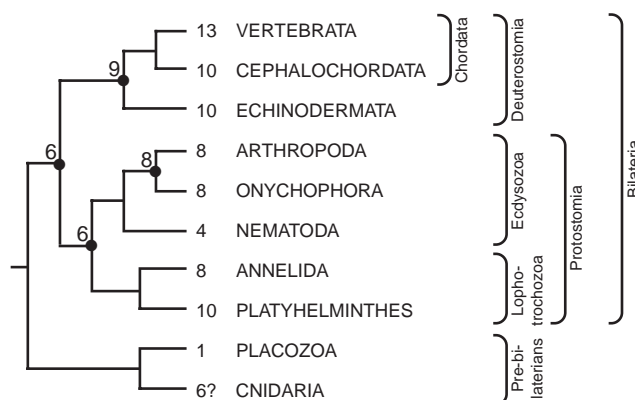 13 VERTEBRATA
10 CEPHALOCHORDATA
9
10 ECHINODERMATA
6
8
8 ARTHROPODA
8 ONYCHOPHORA
6
4 NEMATODA
8 ANNELIDA
10 PLATYHELMINTHES
1 PLACOZOA
6? CNIDARIA
Chordata
Deuterostomia
Ecdysozoa
Lopho-
trochozoa
Pre-bi-
laterians
Protostomia
Bilateria